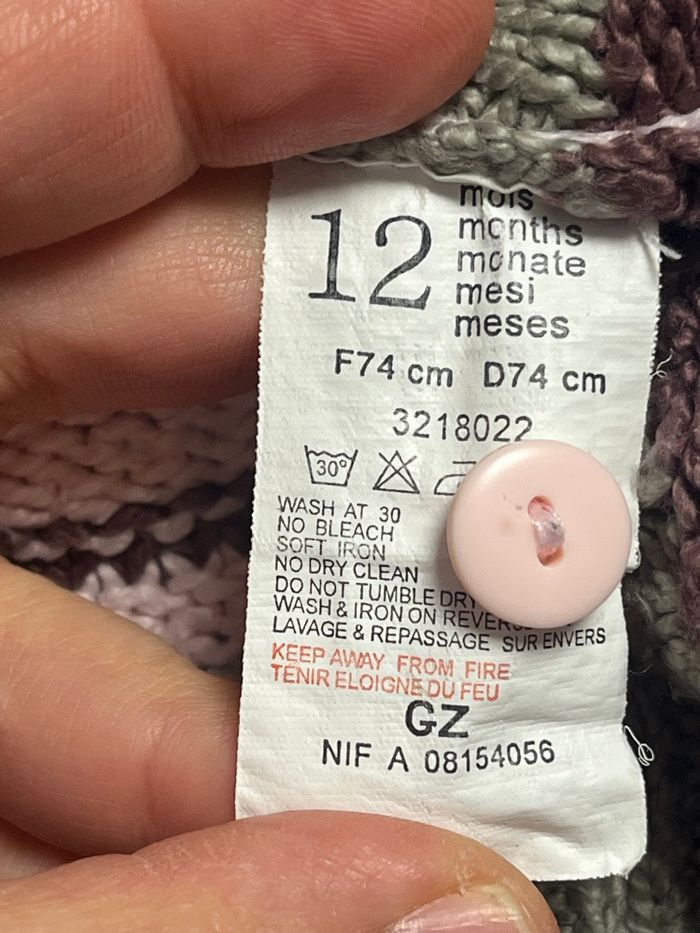 12
mois
months
monate
mesi
meses
F74 cm D74 cm
3218022
30°
WASH AT 30
NO BLEACH
SOFT IRON
NO DRY CLEAN
DO NOT TUMBLE DRY
WASH & IRON ON
LAVAGE & REPASSAGE SUR ENVERS
KEEP AWAY FROM FIRE
TENIR ELOIGNE DU FEU
GZ
NIF A 08154056